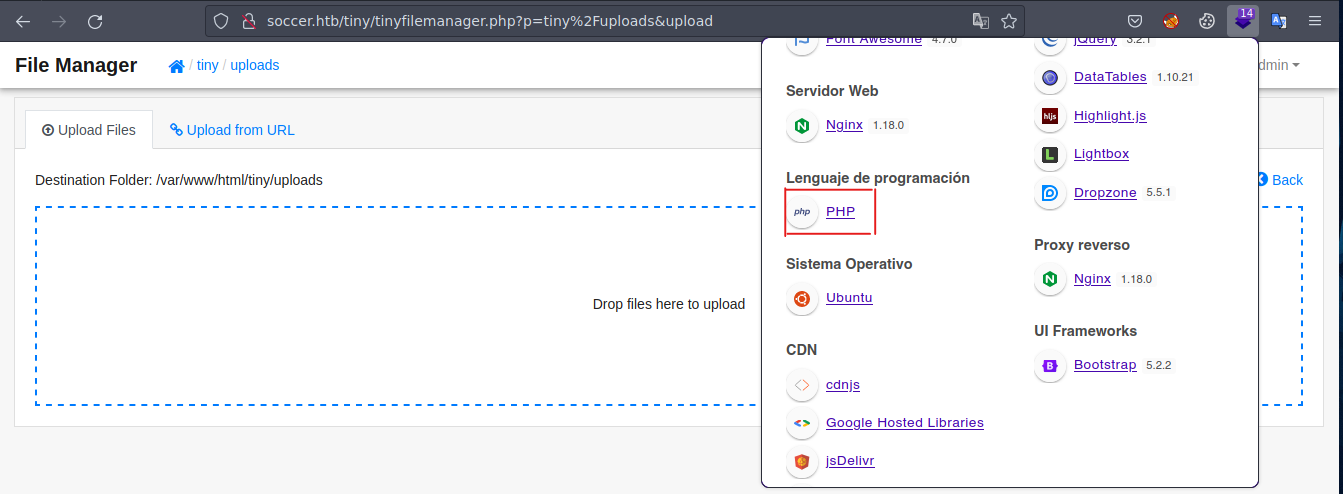 soccer.htb/tiny/tinyfilemanager.php?p=tiny%2Fuploads&upload
14
File Manager
/ tiny / uploads
dmin
Upload Files
Upload from URL
Destination Folder: /var/www/html/tiny/uploads
Back
Drop files here to upload
Font Awesome 4.7.0
Servidor Web
Nginx 1.18.0
Lenguaje de programación
php PHP
Sistema Operativo
Ubuntu
CDN
cdnjs
Google Hosted Libraries
jsDelivr
jQuery 3.2.1
DataTables 1.10.21
hljs Highlight.js
L Lightbox
Dropzone 5.5.1
Proxy reverso
Nginx 1.18.0
UI Frameworks
B Bootstrap 5.2.2